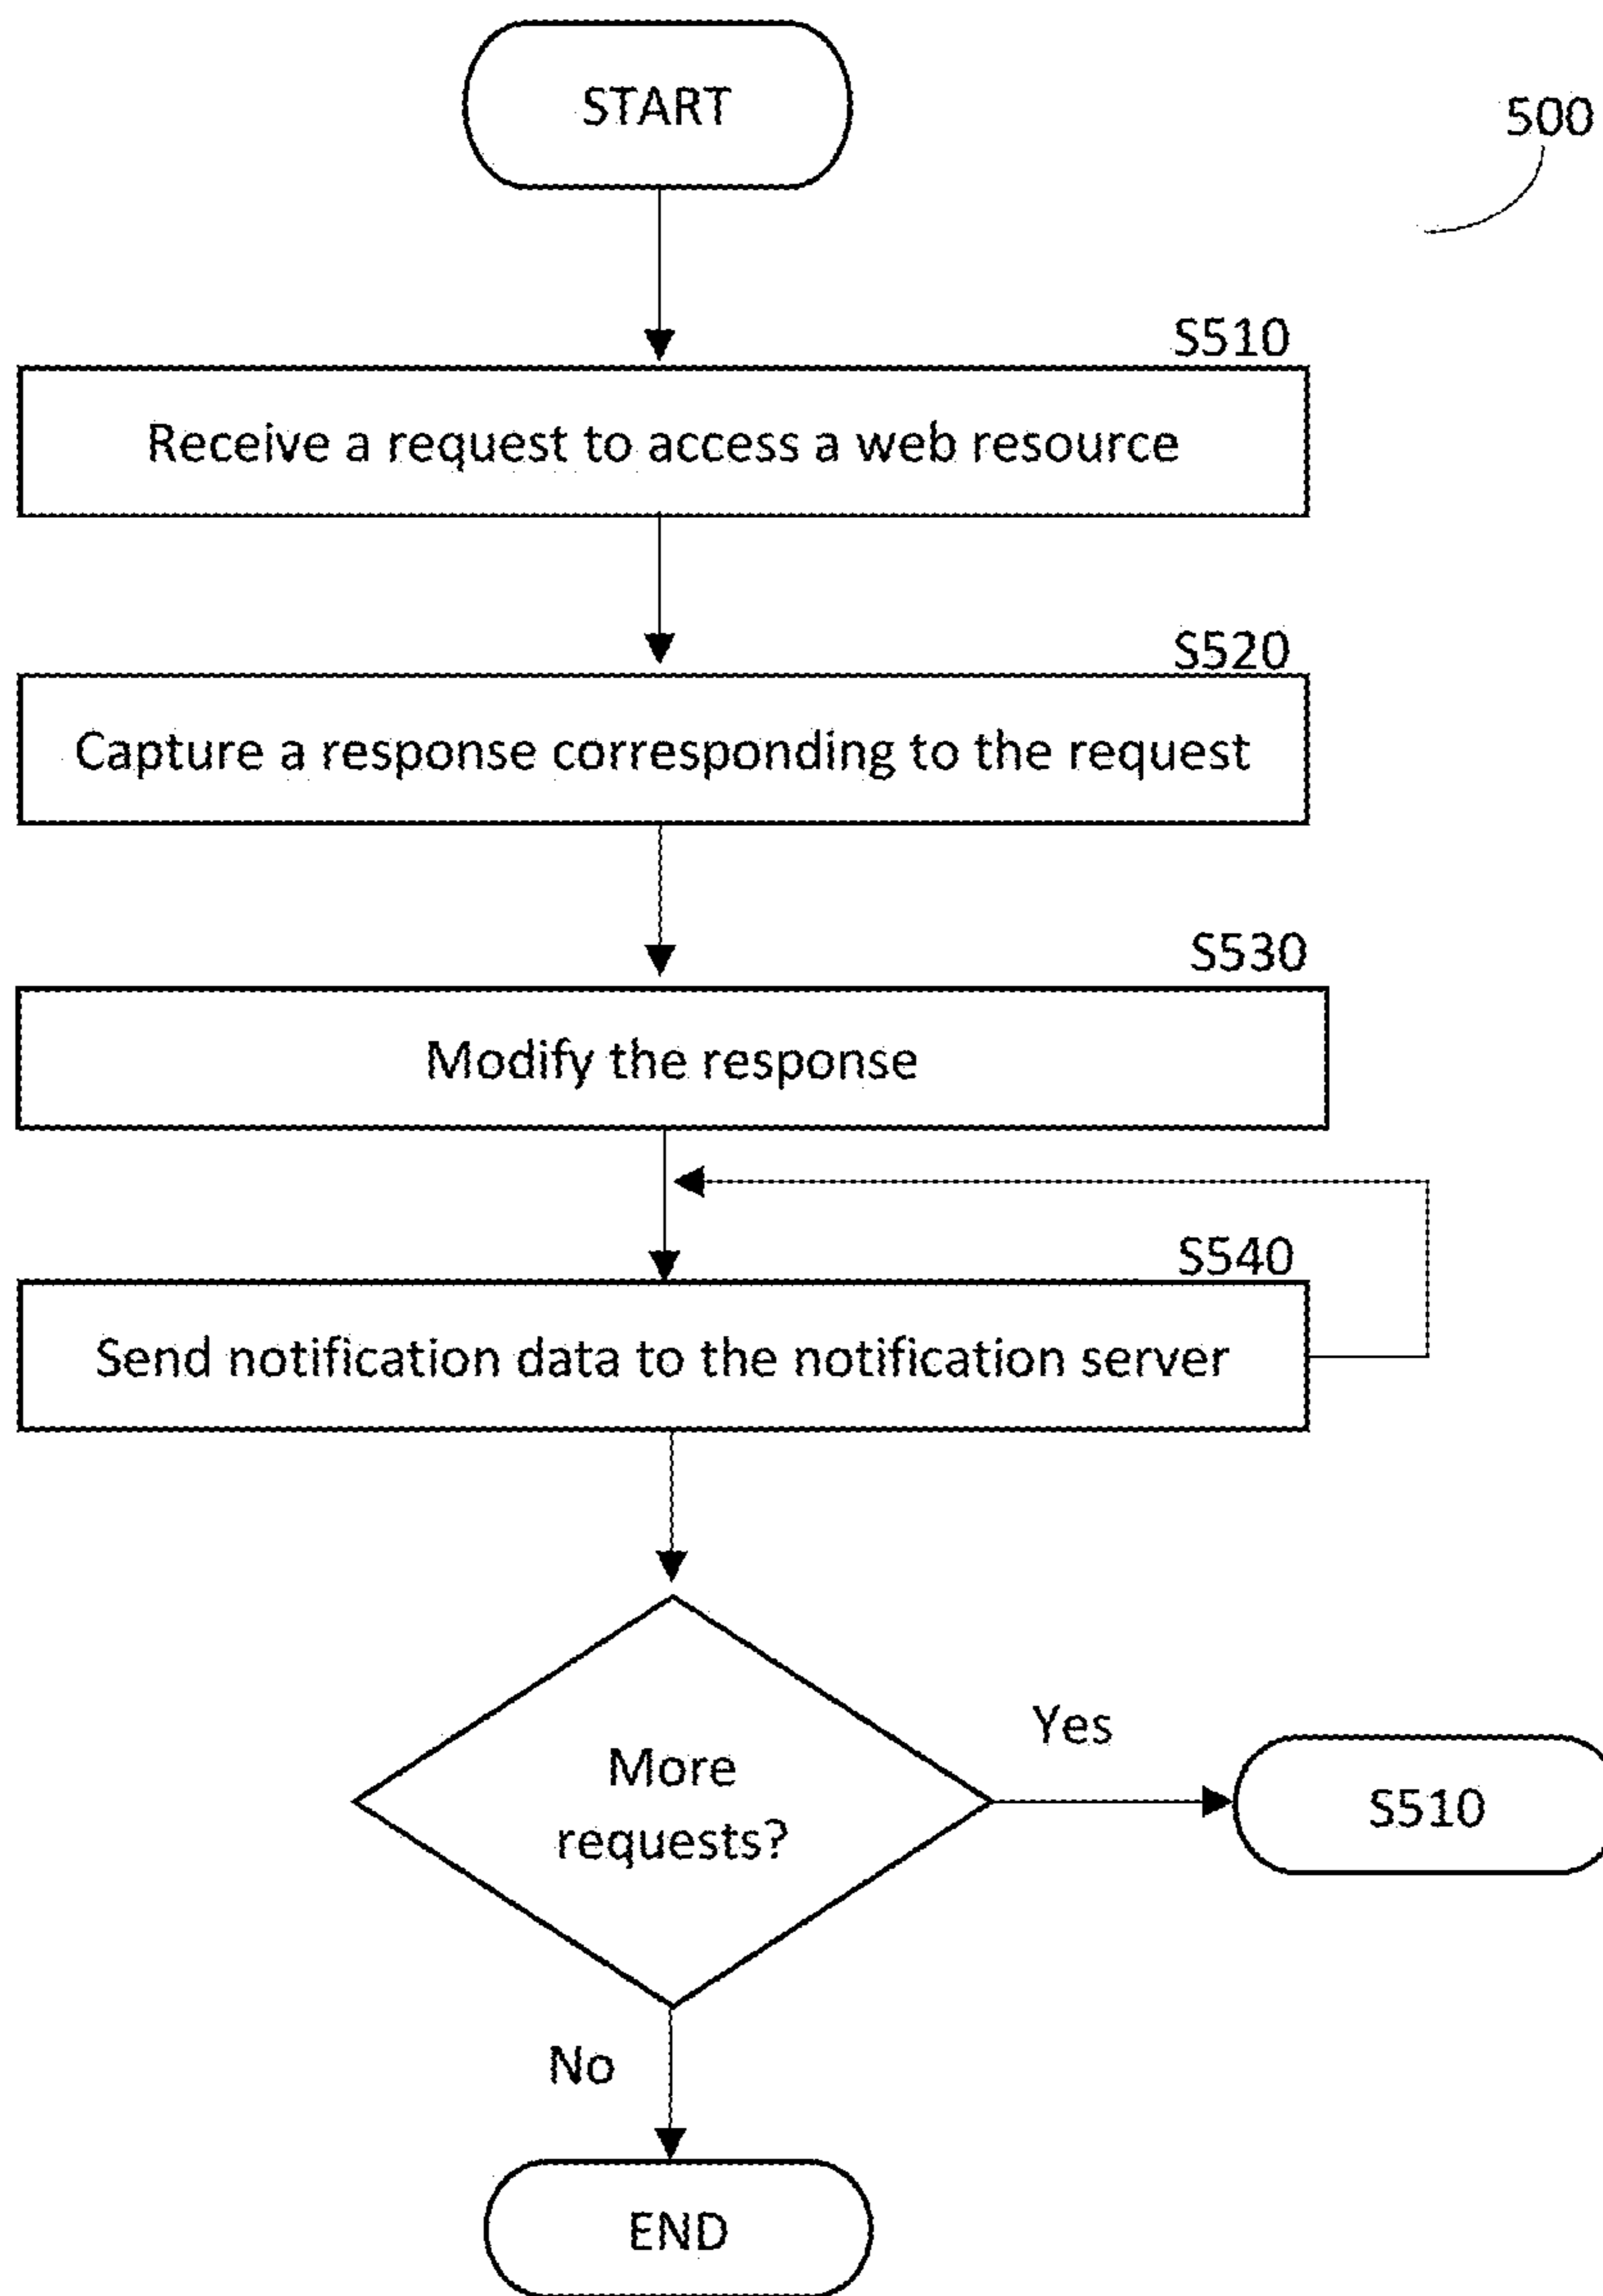 START
500
S510
Receive a request to access a web resource
S520
Capture a response corresponding to the request
S530
Modify the response
S540
Send notification data to the notification server
More
requests?
Yes
S510
No
END